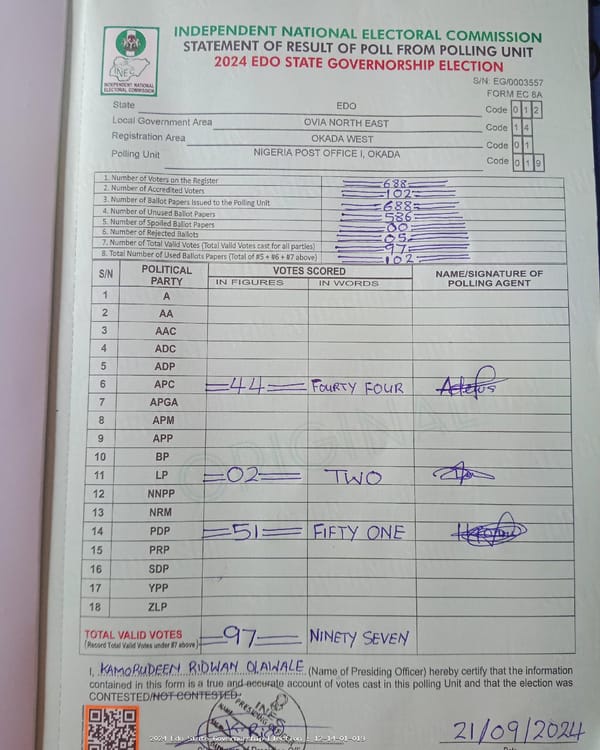 INDEPENDENT NATIONAL ELECTORAL COMMISSION
STATEMENT OF RESULT OF POLL FROM POLLING UNIT
2024 EDO STATE GOVERNORSHIP ELECTION
INEC
INDEPENDENT NATIONAL ELECTORAL COMMISSION
S/N: EG/0003557
FORM EC 8A
State EDO Code 0 1 2
Local Government Area OVIA NORTH EAST Code 1 4
Registration Area OKADA WEST Code 0 1
Polling Unit NIGERIA POST OFFICE I, OKADA Code 0 1 9
1. Number of Voters on the Register 688
2. Number of Accredited Voters 102
3. Number of Ballot Papers Issued to the Polling Unit 688
4. Number of Unused Ballot Papers 586
5. Number of Spoiled Ballot Papers 00
6. Number of Rejected Ballots 05
7. Number of Total Valid Votes (Total Valid Votes cast for all parties) 97
8. Total Number of Used Ballots Papers (Total of #5 + #6 + #7 above) 102
S/N POLITICAL PARTY VOTES SCORED NAME/SIGNATURE OF POLLING AGENT
IN FIGURES IN WORDS
1 A
2 AA
3 AAC
4 ADC
5 ADP
6 APC =44= FOURTY FOUR
7 APGA
8 APM
9 APP
10 BP
11 LP =02= TWO
12 NNPP
13 NRM
14 PDP =51= FIFTY ONE
15 PRP
16 SDP
17 YPP
18 ZLP
ORIGINAL
TOTAL VALID VOTES =97= NINETY SEVEN
(Record Total Valid Votes under #7 above)
I, KAMORUDEEN RIDWAN OLAWALE (Name of Presiding Officer) hereby certify that the information
contained in this form is a true and accurate account of votes cast in this polling unit and that the election was
CONTESTED/NOT CONTESTED.
INEC
2024 Edo State Governorship Election 12-14-01-019
21/09/2024